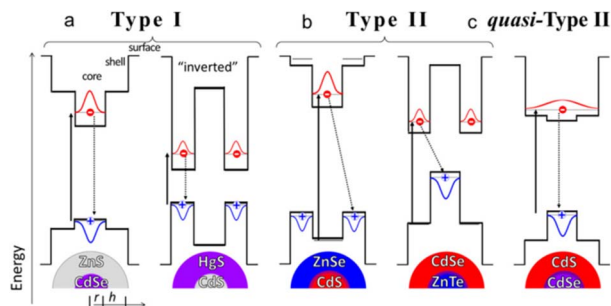 a Type I
b Type II
c quasi-Type II
surface
shell
core
"inverted"
Energy
ZnS
CdSe
HgS
CdS
ZnSe
CdS
CdSe
ZnTe
CdS
CdSe
r h